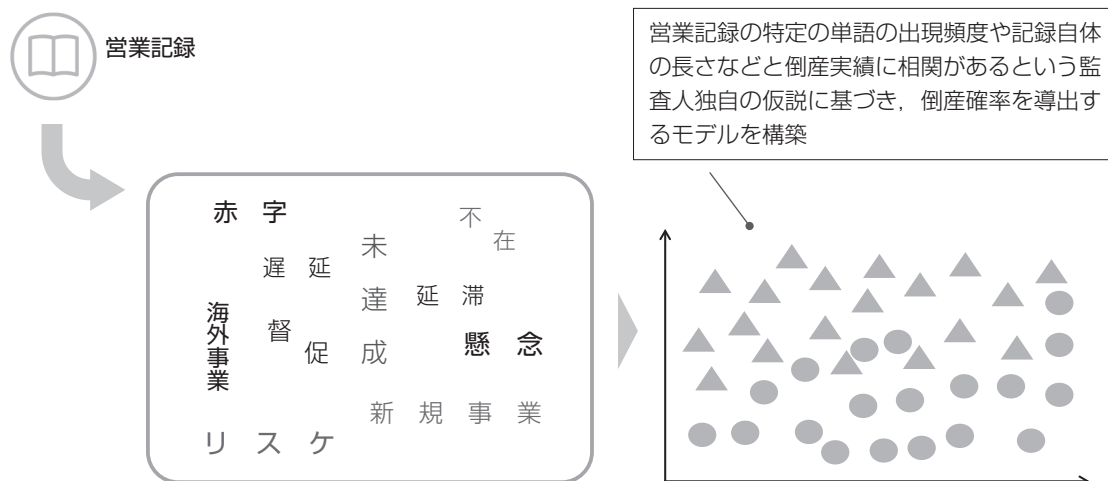 営業記録
営業記録の特定の単語の出現頻度や記録自体
の長さなどと倒産実績に相関があるという監
査人独自の仮説に基づき，倒産確率を導出す
るモデルを構築
赤字
不在
未達成
遅延
延滞
海外事業
督促
懸念
新規事業
リスケ